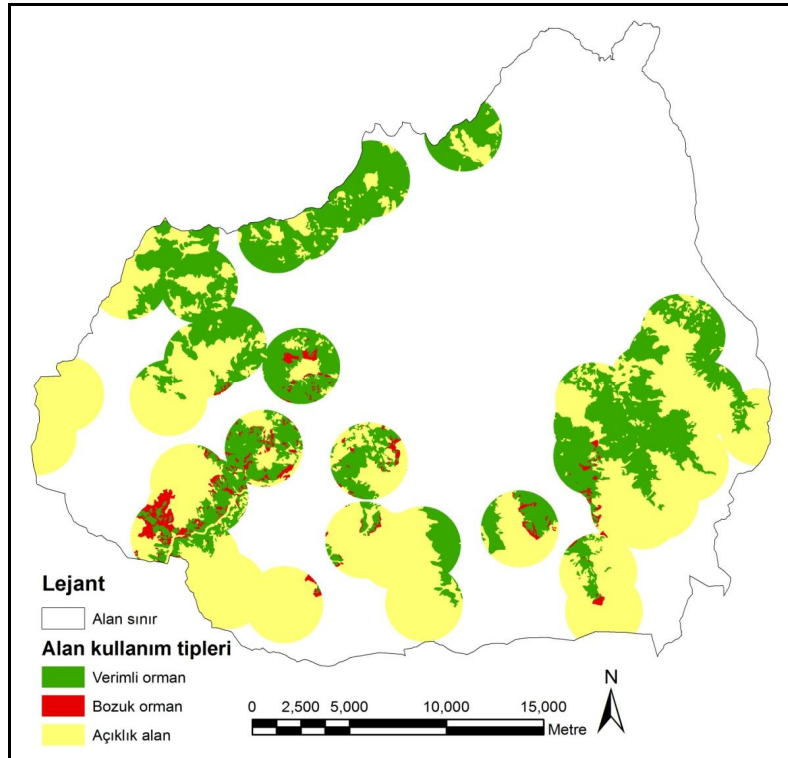 Lejant
Alan sınır
Alan kullanım tipleri
Verimli orman
Bozuk orman
Açıklık alan
N
0 2,500 5,000 10,000 15,000
Metre